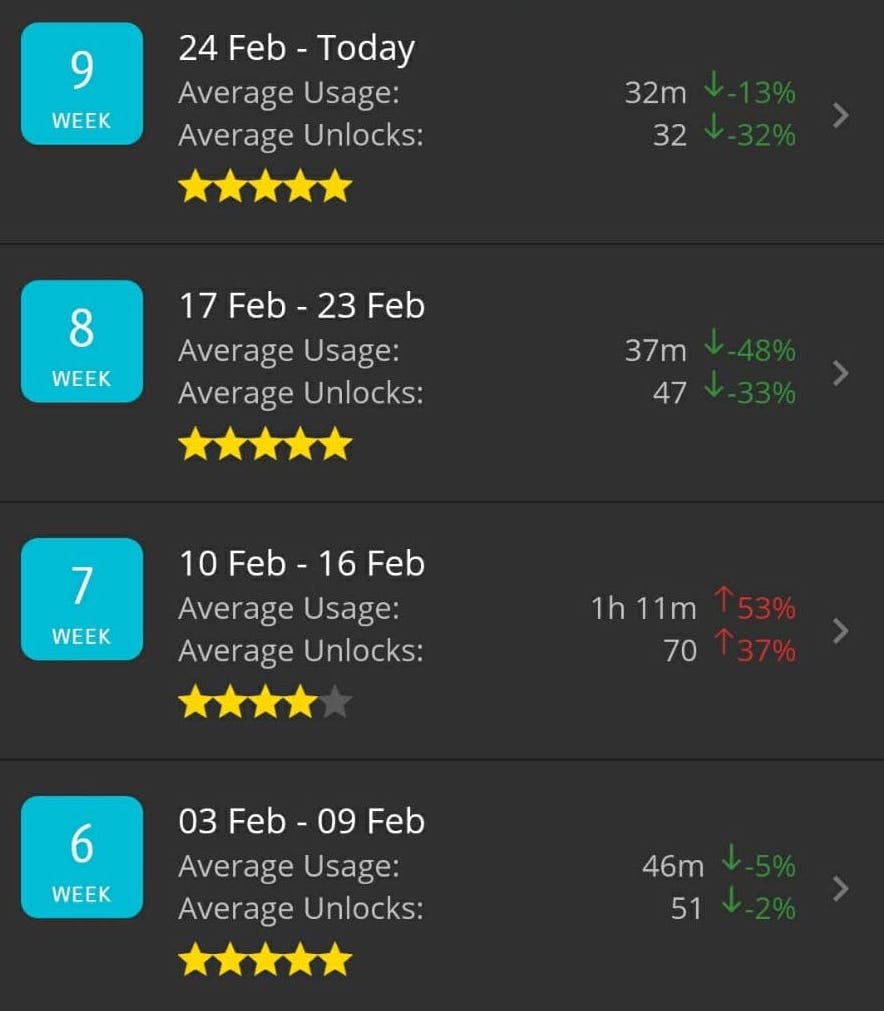 9
WEEK
24 Feb - Today
Average Usage: 32m ↓-13%
Average Unlocks: 32 ↓-32%
8
WEEK
17 Feb - 23 Feb
Average Usage: 37m ↓-48%
Average Unlocks: 47 ↓-33%
7
WEEK
10 Feb - 16 Feb
Average Usage: 1h 11m ↑53%
Average Unlocks: 70 ↑37%
6
WEEK
03 Feb - 09 Feb
Average Usage: 46m ↓-5%
Average Unlocks: 51 ↓-2%